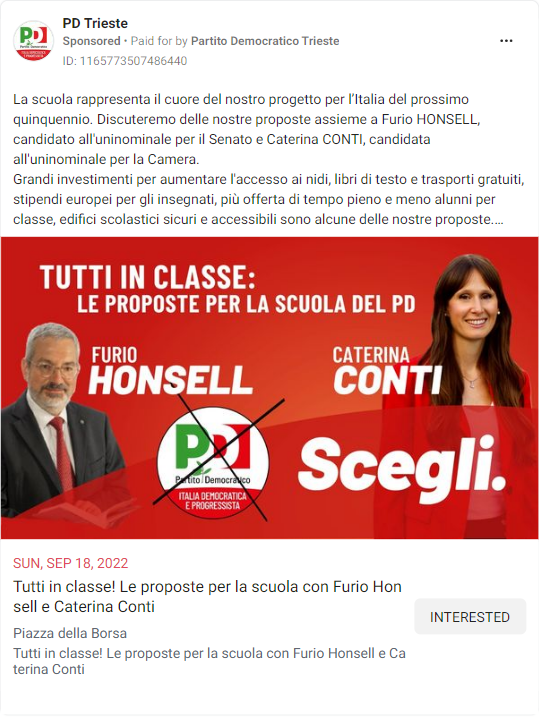 PD Trieste
Sponsored • Paid for by Partito Democratico Trieste
ID: 1165773507486440
La scuola rappresenta il cuore del nostro progetto per l'Italia del prossimo
quinquennio. Discuteremo delle nostre proposte assieme a Furio HONSELL,
candidato all'uninominale per il Senato e Caterina CONTI, candidata
all'uninominale per la Camera.
Grandi investimenti per aumentare l'accesso ai nidi, libri di testo e trasporti gratuiti,
stipendi europei per gli insegnati, più offerta di tempo pieno e meno alunni per
classe, edifici scolastici sicuri e accessibili sono alcune delle nostre proposte....
TUTTI IN CLASSE:
LE PROPOSTE PER LA SCUOLA DEL PD
FURIO
HONSELL
CATERINA
CONTI
PD
Partito Democratico
ITALIA DEMOCRATICA
E PROGRESSISTA
Scegli.
SUN, SEP 18, 2022
Tutti in classe! Le proposte per la scuola con Furio Hon
sell e Caterina Conti
Piazza della Borsa
Tutti in classe! Le proposte per la scuola con Furio Honsell e Ca
terina Conti
INTERESTED